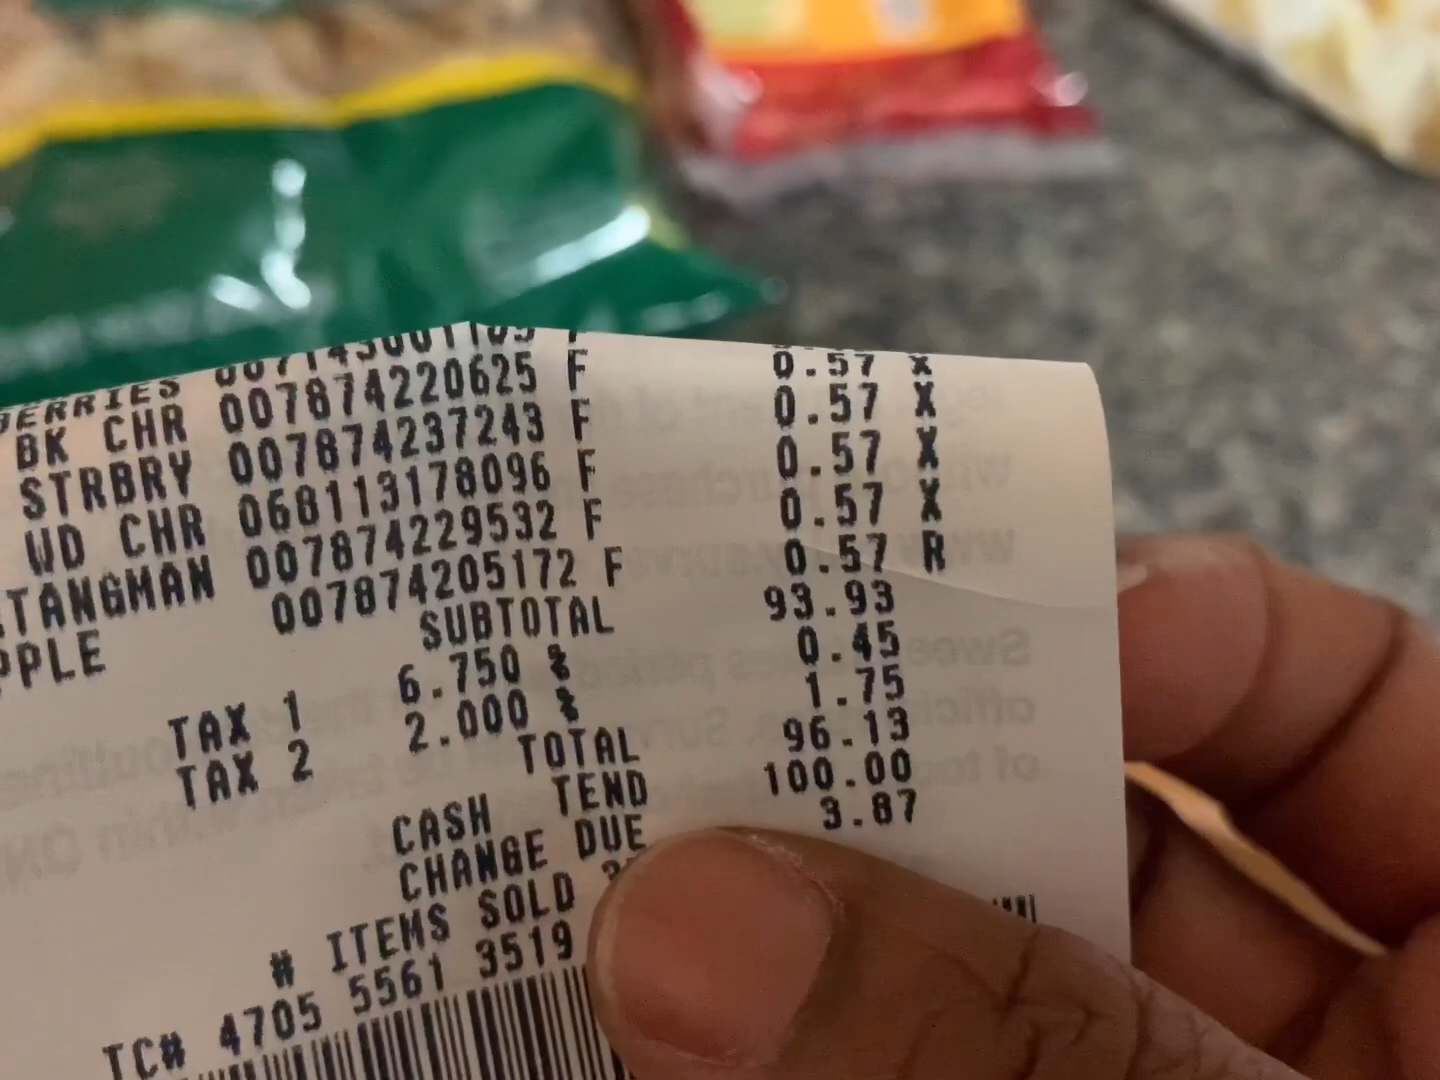 BERRIES
BK CHR 007874220625 F 0.57 X
STRBRY 007874237243 F 0.57 X
WD CHR 068113178096 F 0.57 X
TANGMAN 007874229532 F 0.57 X
PPLE 007874205172 F 0.57 R
SUBTOTAL 93.93
TAX 1 6.750 % 0.45
TAX 2 2.000 % 1.75
TOTAL 96.13
CASH TEND 100.00
CHANGE DUE 3.87
# ITEMS SOLD
TC# 4705 5561 3519